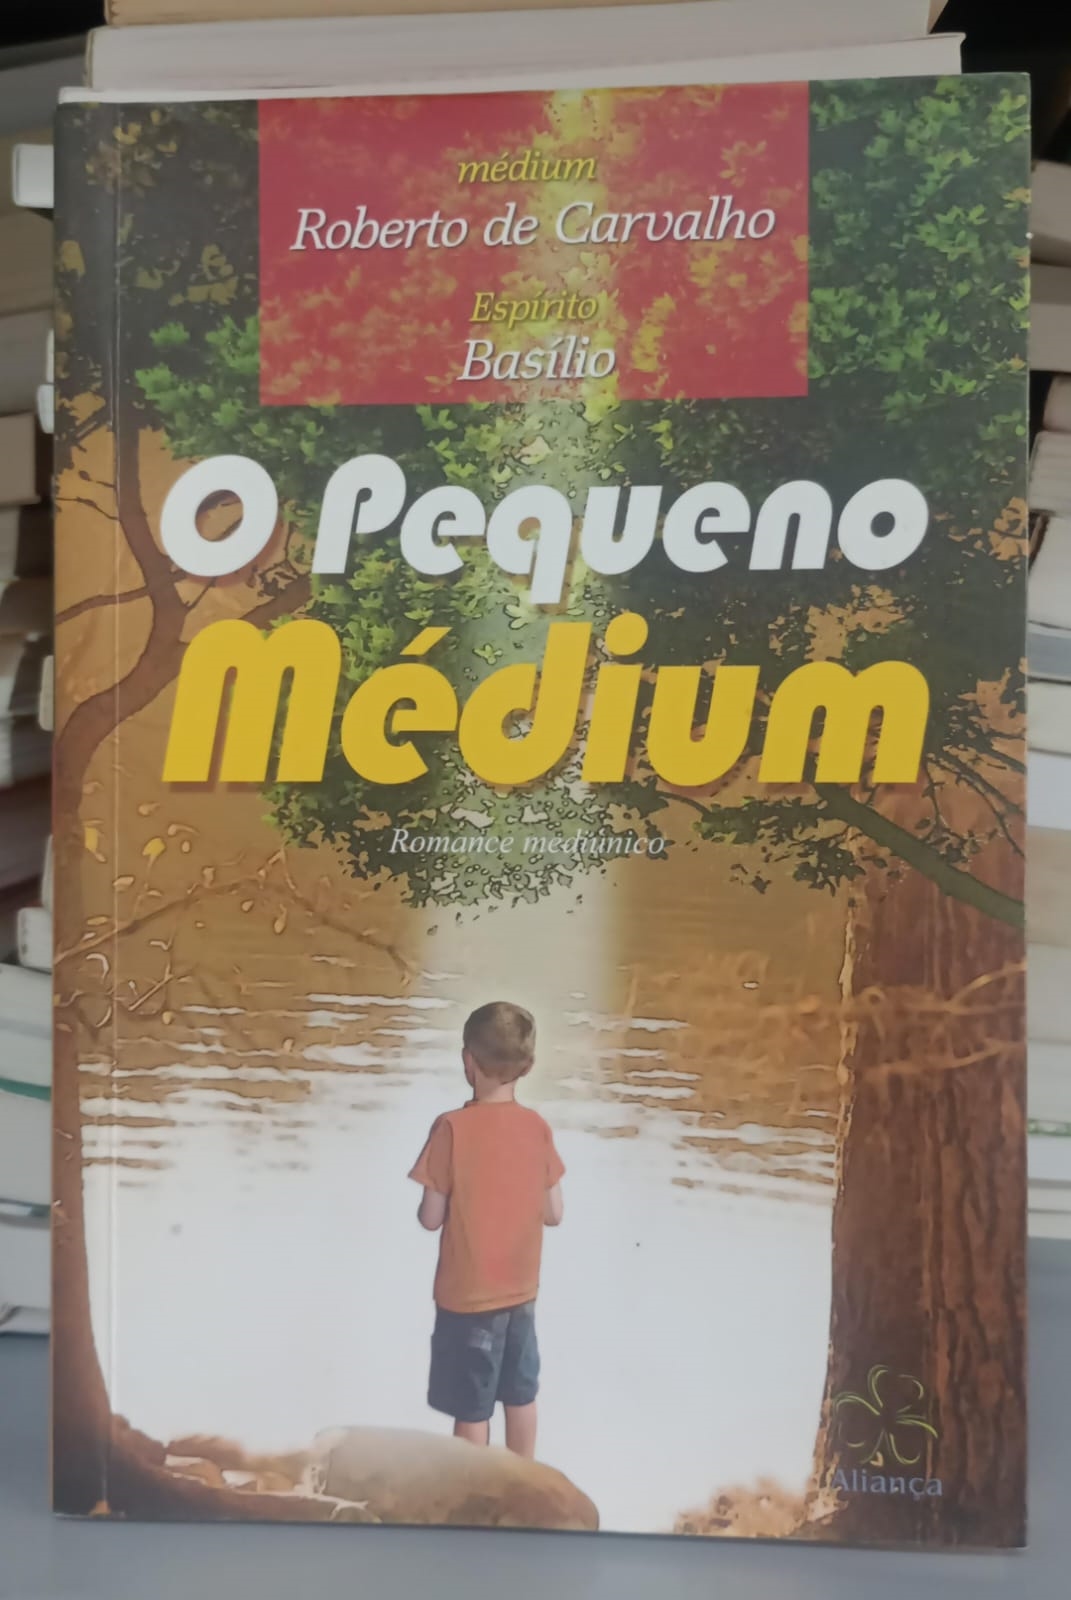 médium
Roberto de Carvalho
Espírito
Basílio
O Pequeno
Médium
Romance mediúnico
Aliança